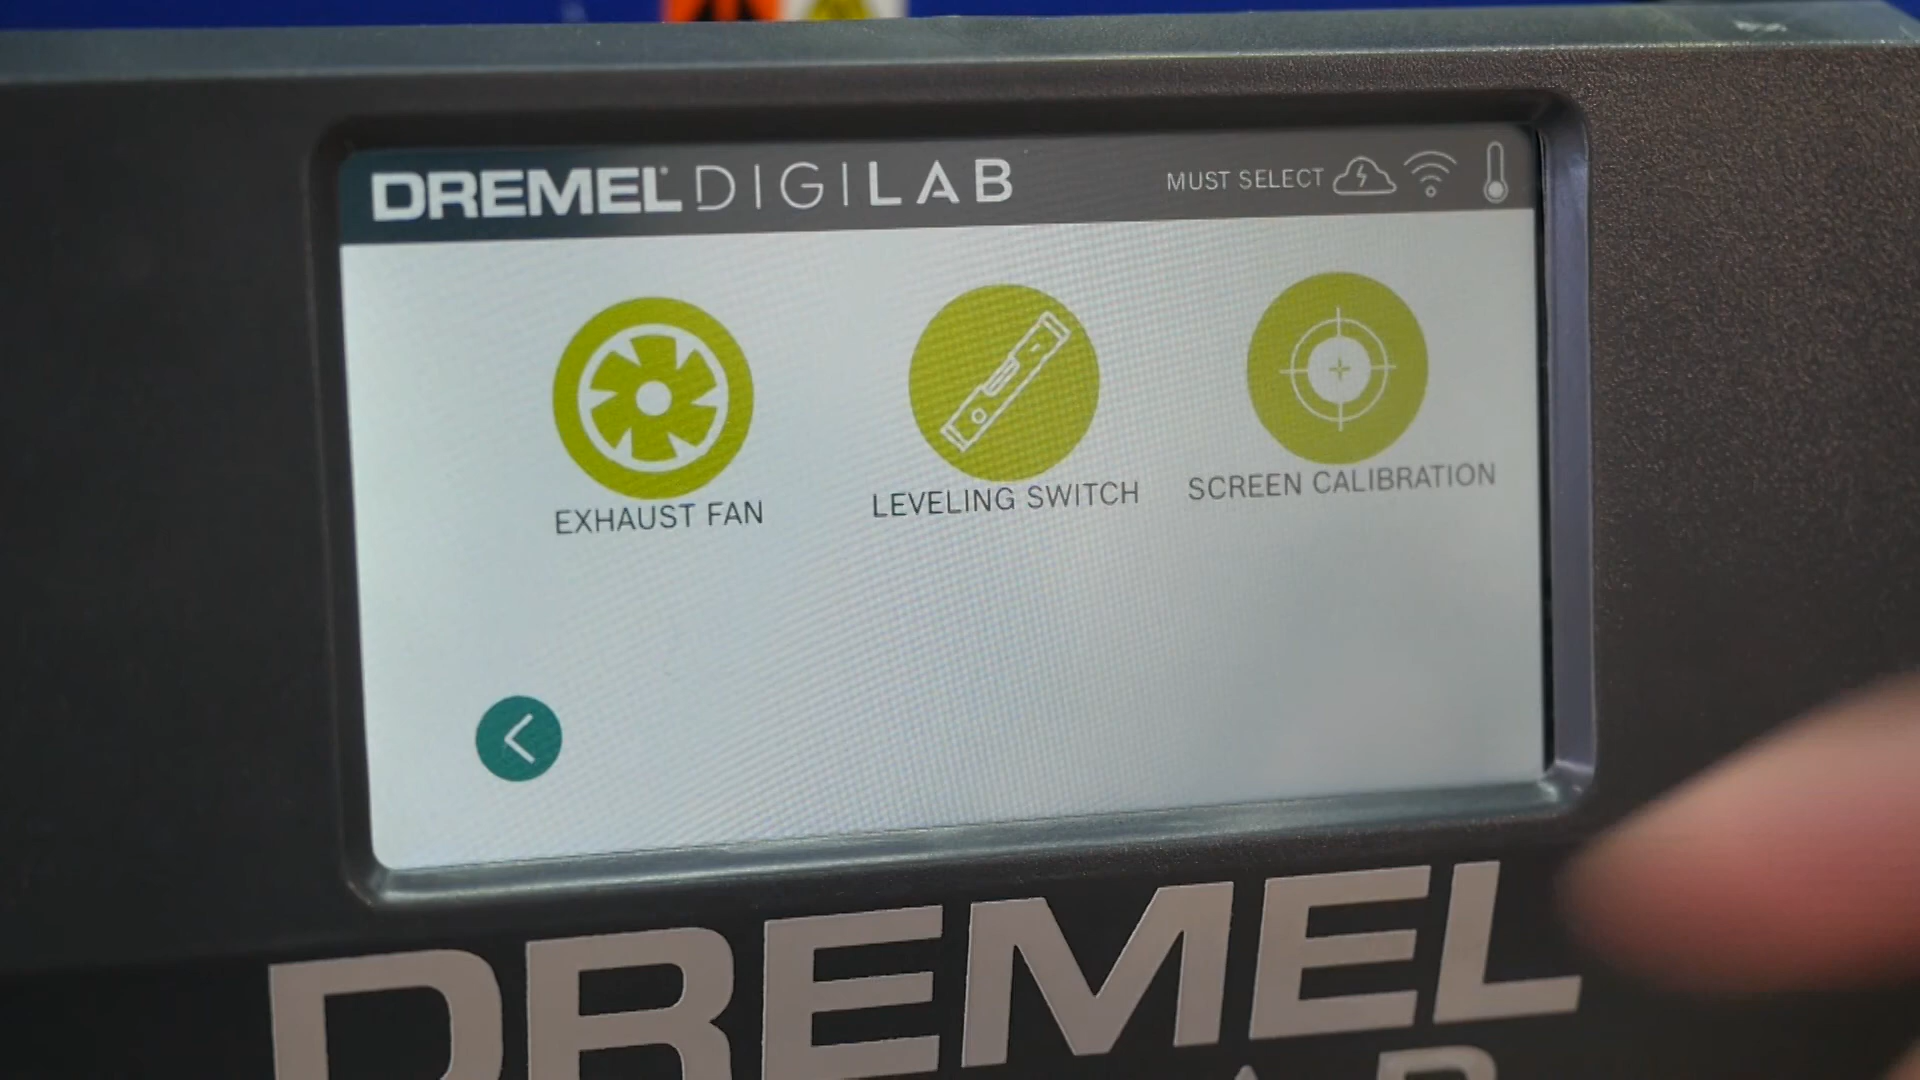 DREMEL DIGILAB
MUST SELECT
EXHAUST FAN
LEVELING SWITCH
SCREEN CALIBRATION
DREMEL